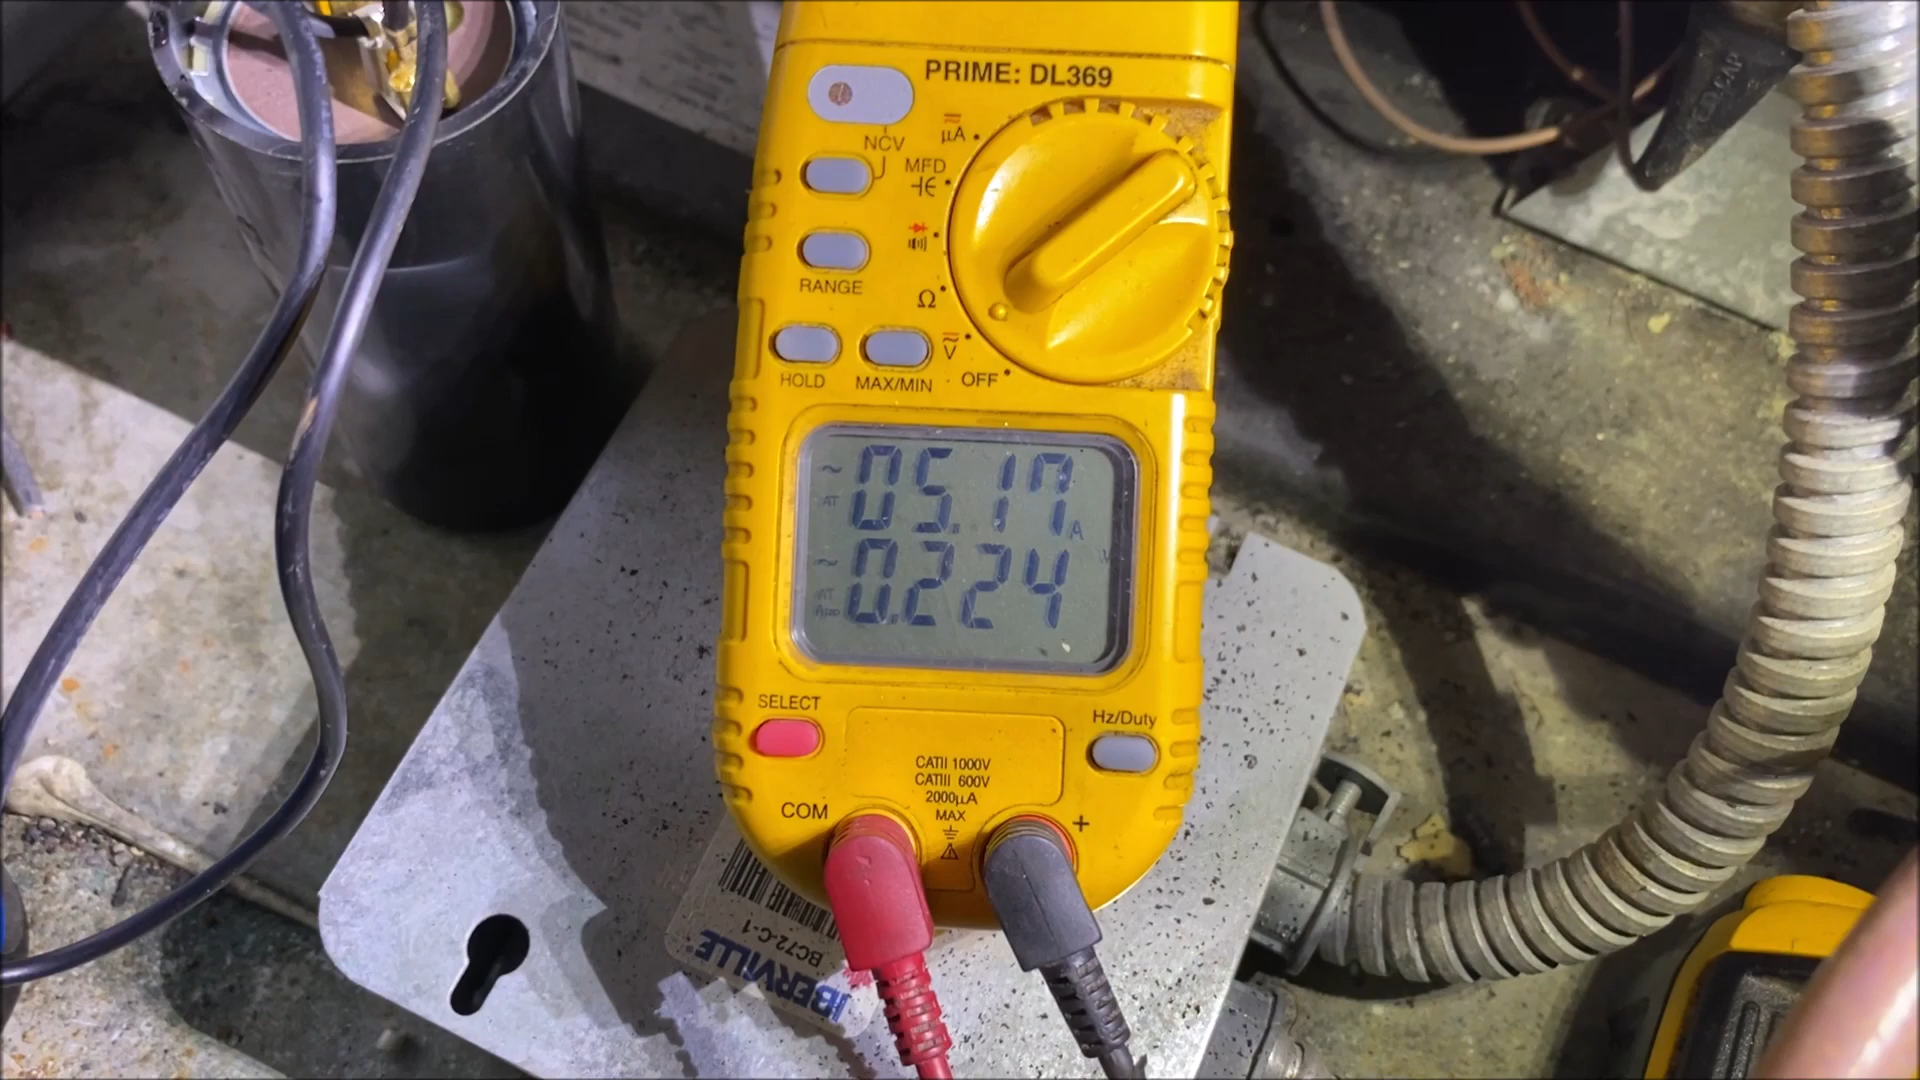 PRIME: DL369
µA
NCV
MFD
RANGE
Ω
V
HOLD
MAX/MIN
OFF
05.17
A
0.224
SELECT
Hz/Duty
CATII 1000V
CATIII 600V
2000µA
MAX
COM
+
BC72-C-1
IBERVILLE